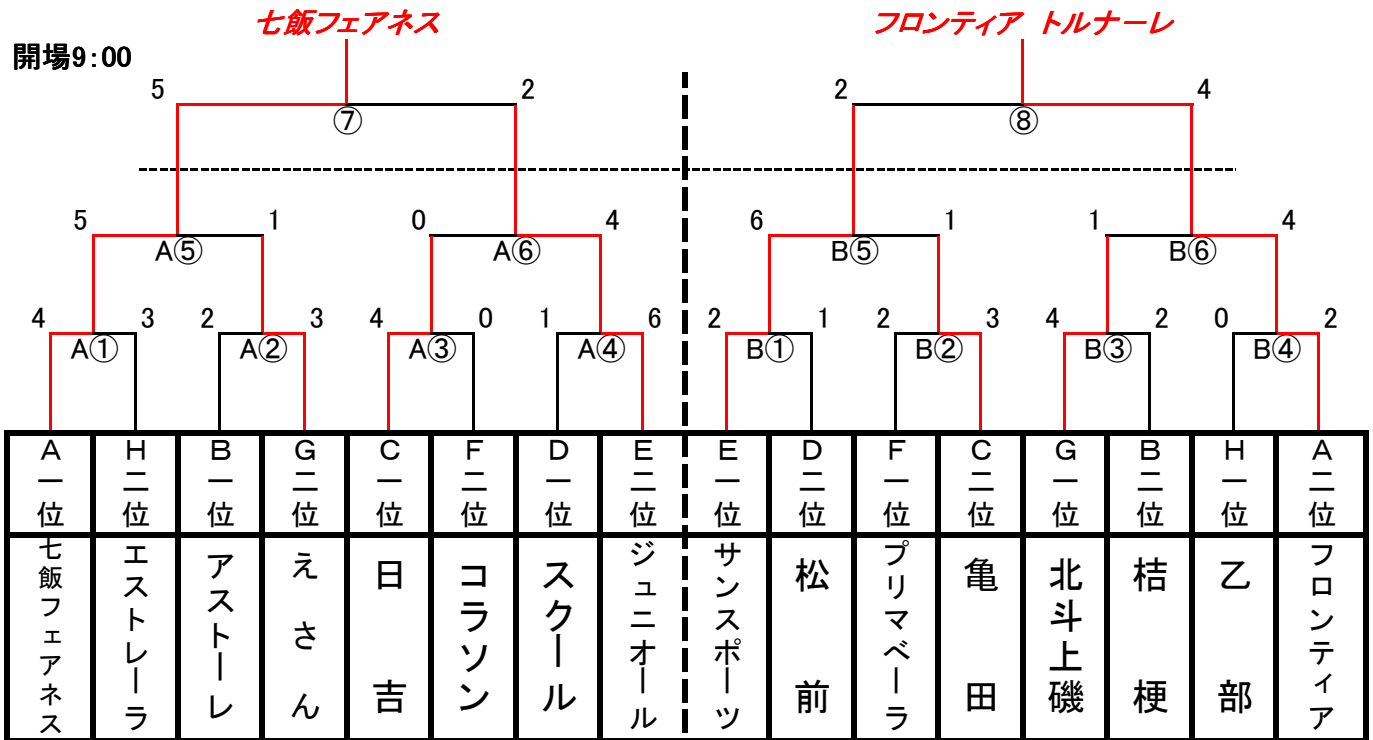 七飯フェアネス フロンティア トルナーレ
開場9:00
5 2 2 4
⑦ ⑧
5 1 0 4 6 1 1 4
A⑤ A⑥ B⑤ B⑥
4 3 2 3 4 0 1 6 2 1 2 3 4 2 0 2
A① A② A③ A④ B① B② B③ B④
A一位 H二位 B一位 G二位 C一位 F二位 D一位 E二位 E一位 D二位 F一位 C二位 G一位 B二位 H一位 A二位
七飯フェアネス エストレーラ アストーレ えさん 日吉 コラソン スクール ジュニオール サンスポーツ 松前 プリマベーラ 亀田 北斗上磯 桔梗 乙部 フロンティア